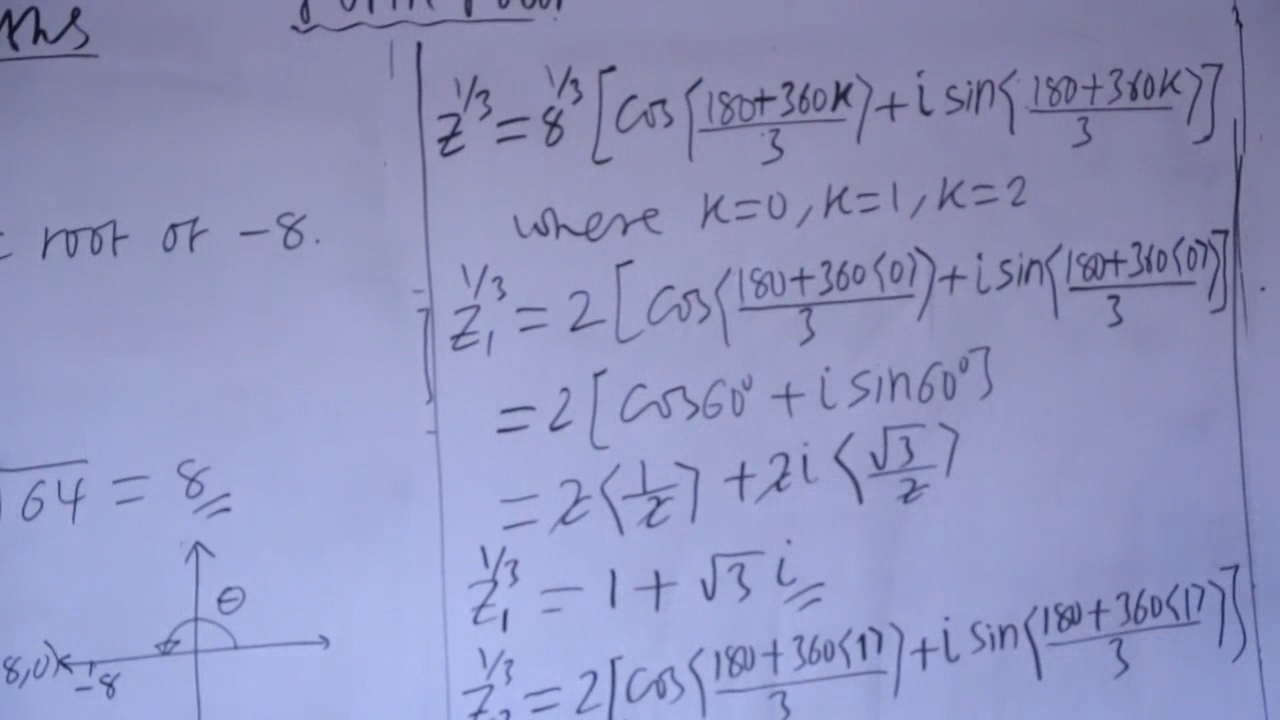 Ans
root of -8.
√64 = 8
θ
8,0)
-8
z^1/3 = 8^1/3 [cos(180+360K/3) + i sin(180+360K/3)]
where K=0, K=1, K=2
z₁^1/3 = 2[cos(180+360(0)/3) + i sin(180+360(0)/3)]
= 2[cos60° + i sin60°]
= 2(1/2) + 2i(√3/2)
z₁^1/3 = 1 + √3 i
z₂^1/3 = 2[cos(180+360(1)/3) + i sin(180+360(1)/3)]